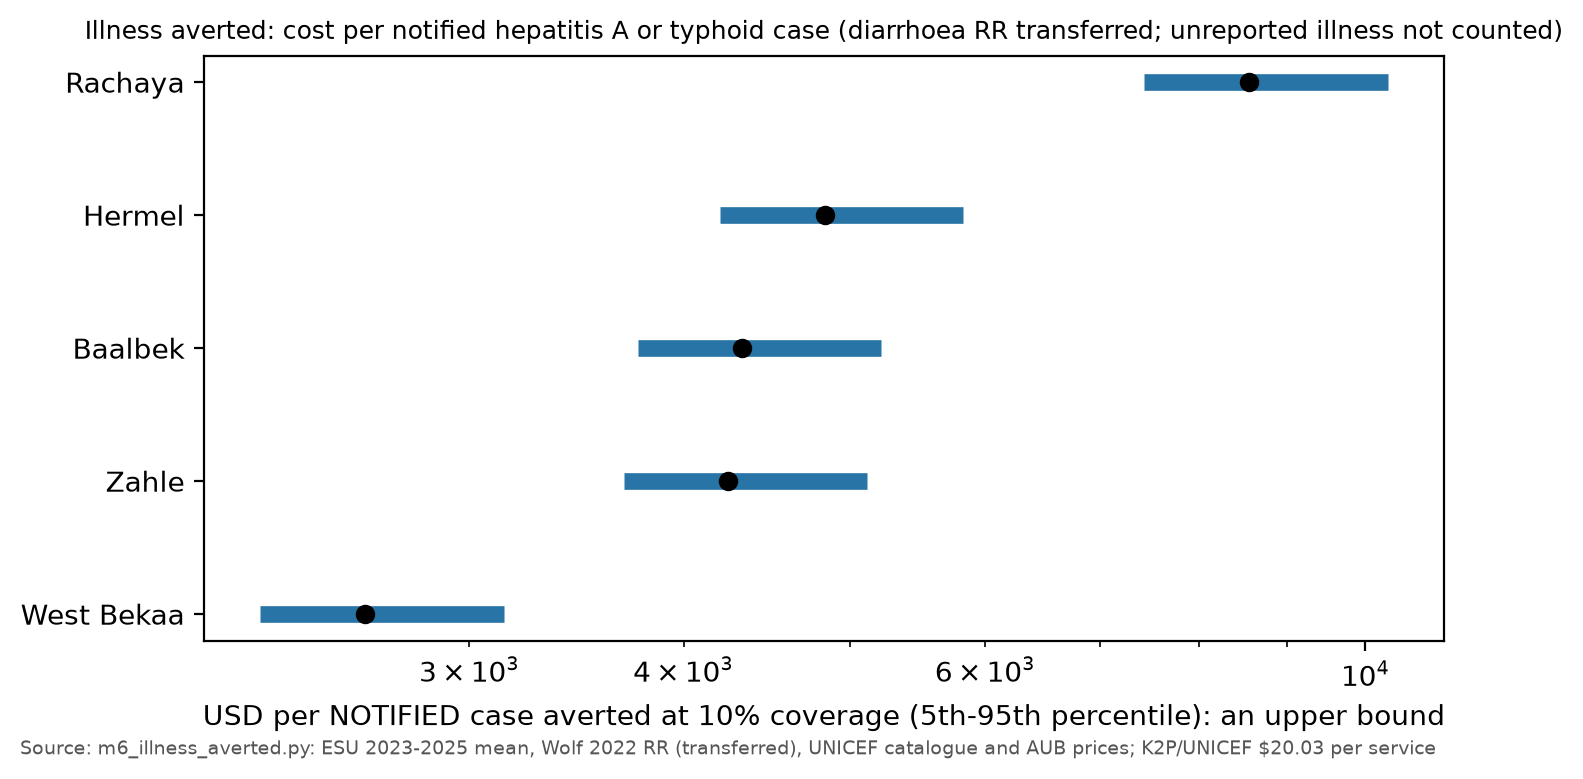 Illness averted: cost per notified hepatitis A or typhoid case (diarrhoea RR transferred; unreported illness not counted)
Rachaya
Hermel
Baalbek
Zahle
West Bekaa
3 × 10³
4 × 10³
6 × 10³
10⁴
USD per NOTIFIED case averted at 10% coverage (5th-95th percentile): an upper bound
Source: m6_illness_averted.py: ESU 2023-2025 mean, Wolf 2022 RR (transferred), UNICEF catalogue and AUB prices; K2P/UNICEF $20.03 per service